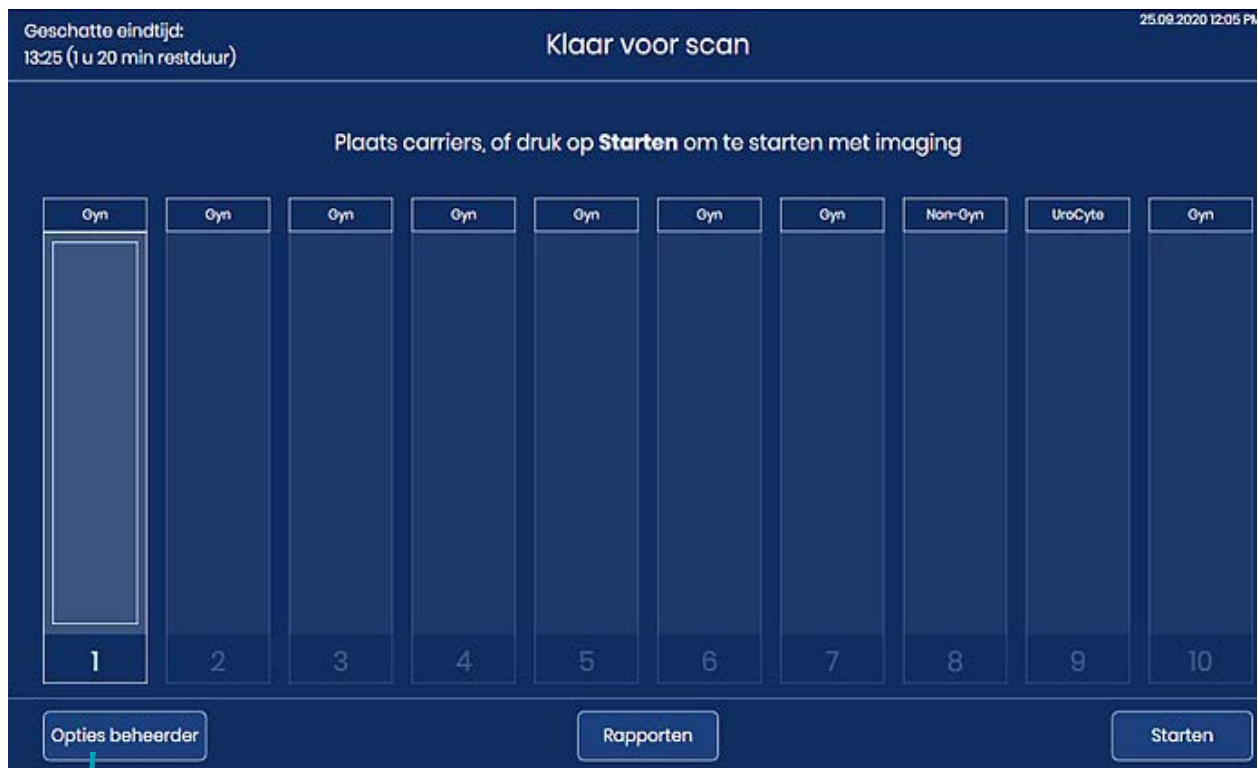 Geschatte eindtijd:
13:25 (1 u 20 min restduur)
Klaar voor scan
25.09.2020 12:05 PM
Plaats carriers, of druk op Starten om te starten met imaging
Gyn Gyn Gyn Gyn Gyn Gyn Gyn Non-Gyn UroCyte Gyn
1 2 3 4 5 6 7 8 9 10
Opties beheerder Rapporten Starten